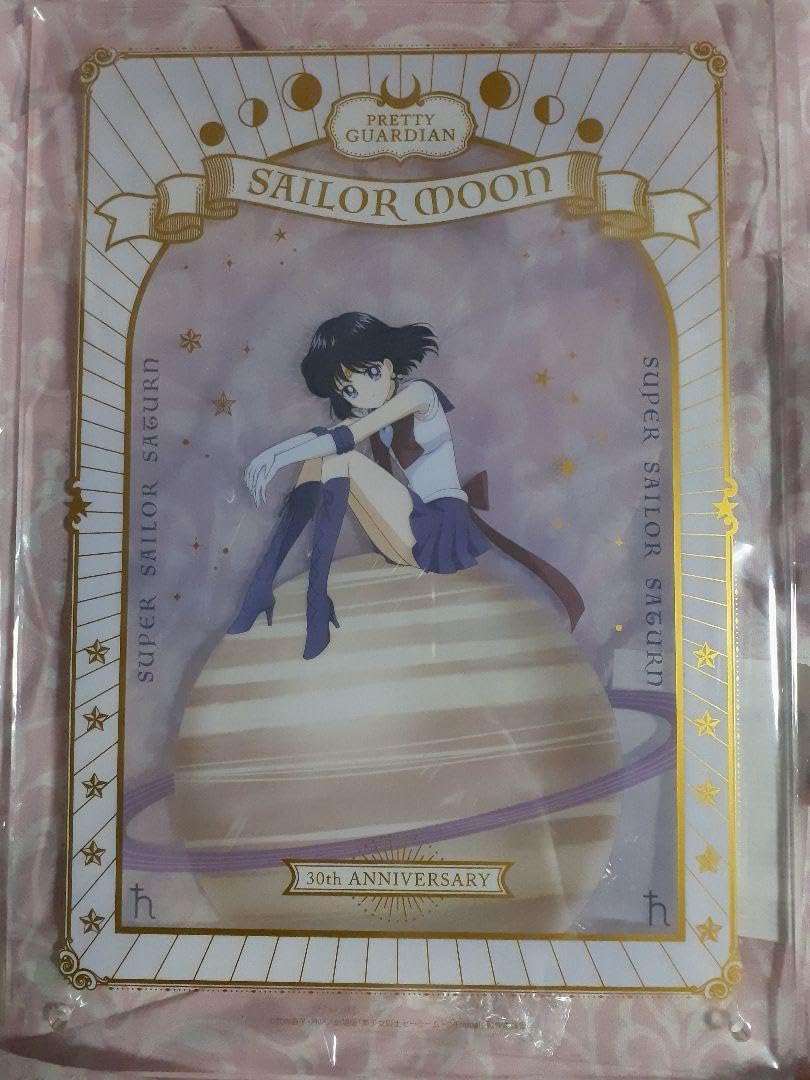 PRETTY
GUARDIAN
SAILOR MOON
SUPER SAILOR SATURN
SUPER SAILOR SATURN
30th ANNIVERSARY
♄
♄